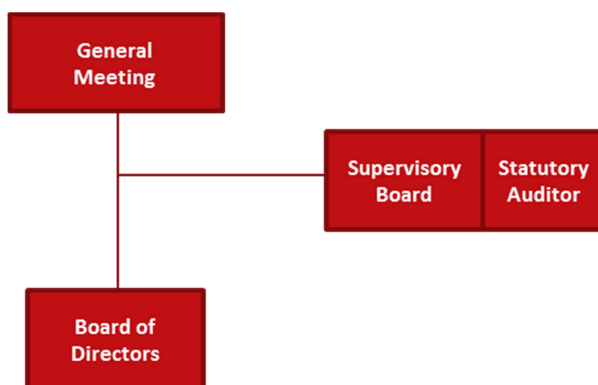 General
Meeting
Supervisory
Board
Statutory
Auditor
Board of
Directors